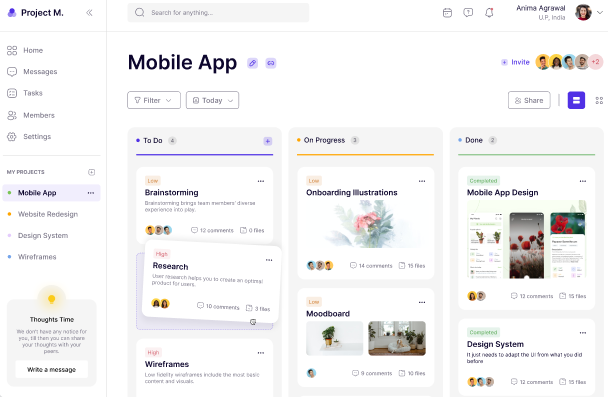 Project M.
Search for anything...
Anima Agrawal
U.P, India
Home
Messages
Tasks
Members
Settings
MY PROJECTS
Mobile App
Website Redesign
Design System
Wireframes
Thoughts Time
We don't have any notice for
you, till then you can share
your thoughts with your
peers.
Write a message
Mobile App
Invite
+2
Filter
Today
Share
To Do 4
Low
Brainstorming
Brainstorming brings team members' diverse
experience into play.
12 comments
0 files
High
Research
User research helps you to create an optimal
product for users.
10 comments
3 files
High
Wireframes
Low fidelity wireframes include the most basic
content and visuals.
On Progress 3
Low
Onboarding Illustrations
14 comments
15 files
Low
Moodboard
9 comments
10 files
Done 2
Completed
Mobile App Design
12 comments
15 files
Completed
Design System
It just needs to adapt the UI from what you did
before
12 comments
15 files